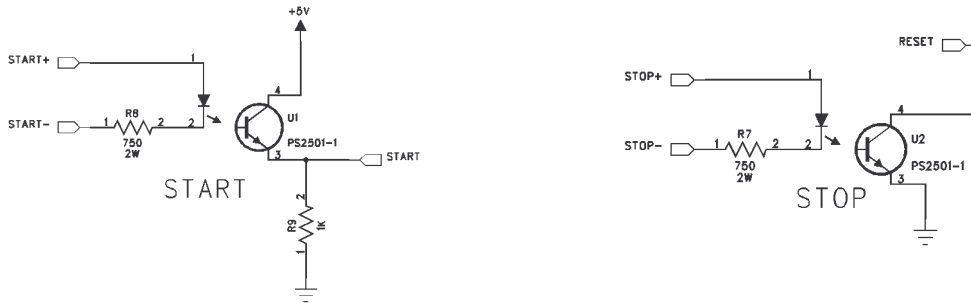 +5V
START+
1
4
R8
START-
1
2
2
U1
750
2W
PS2501-1
3
START
START
2
R9
1K
1
RESET
STOP+
1
4
R7
U2
STOP-
1
2
2
750
2W
PS2501-1
3
STOP